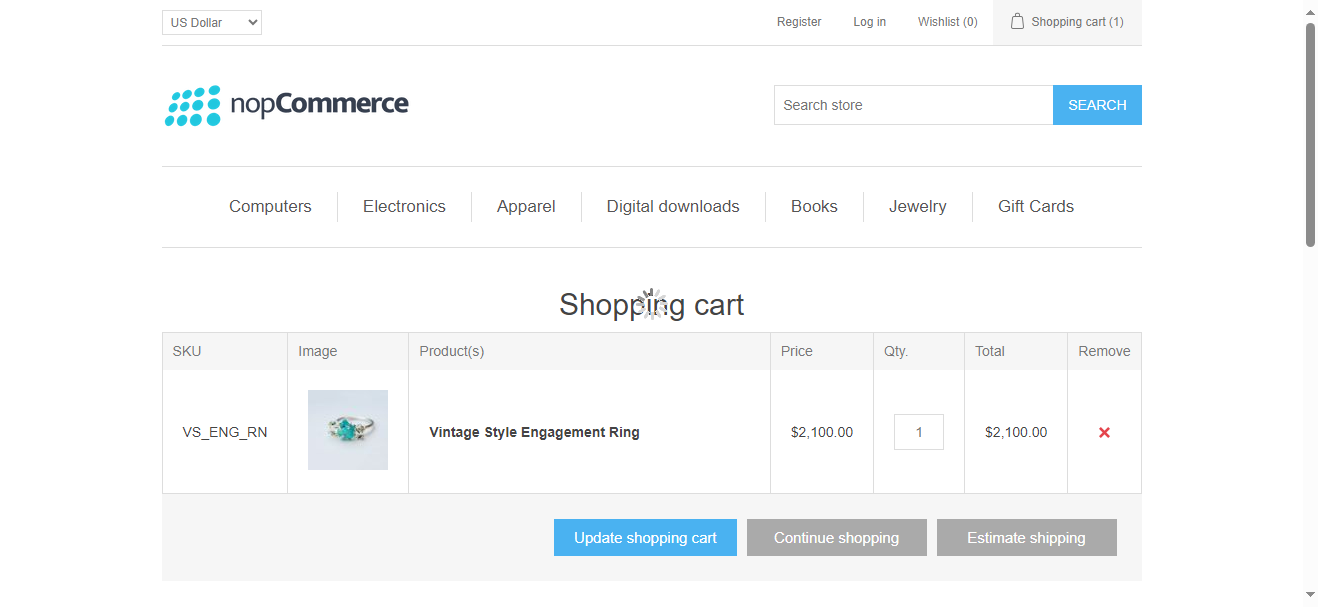 US Dollar
Register Log in Wishlist (0) Shopping cart (1)
nopCommerce
Search store SEARCH
Computers Electronics Apparel Digital downloads Books Jewelry Gift Cards
Shopping cart
SKU Image Product(s) Price Qty. Total Remove
VS_ENG_RN Vintage Style Engagement Ring $2,100.00 1 $2,100.00
Update shopping cart Continue shopping Estimate shipping